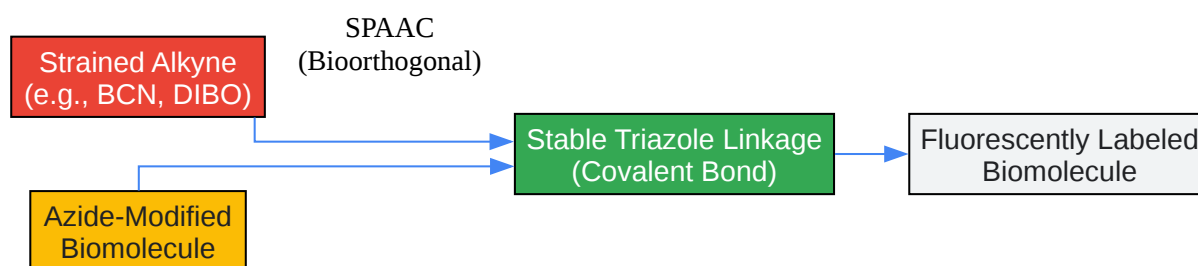 SPAAC
(Bioorthogonal)
Strained Alkyne
(e.g., BCN, DIBO)
Stable Triazole Linkage
(Covalent Bond)
Fluorescently Labeled
Biomolecule
Azide-Modified
Biomolecule